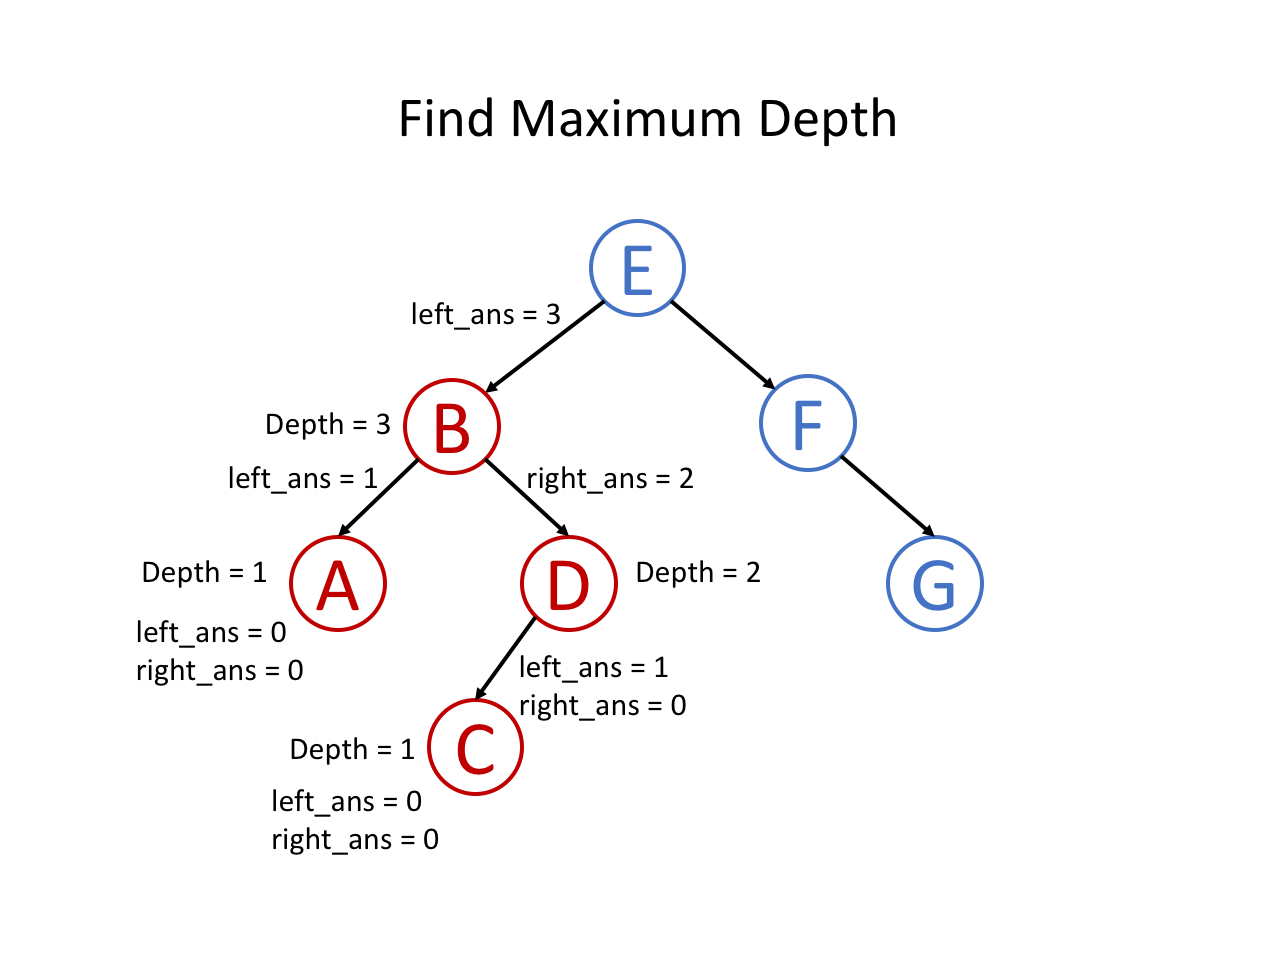 Find Maximum Depth
E
left_ans = 3
Depth = 3
B
F
left_ans = 1
right_ans = 2
Depth = 1
A
D
Depth = 2
G
left_ans = 0
right_ans = 0
left_ans = 1
right_ans = 0
Depth = 1
C
left_ans = 0
right_ans = 0